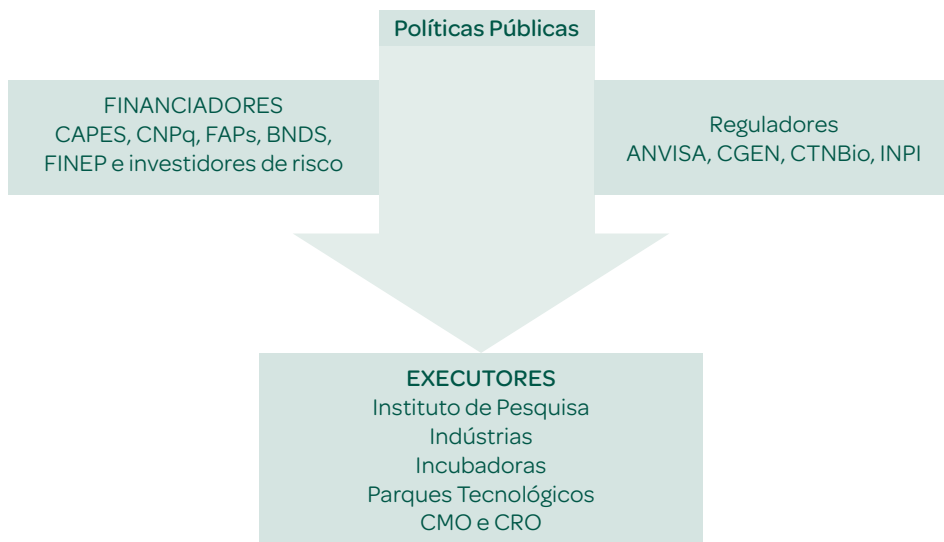 Políticas Públicas
FINANCIADORES
CAPES, CNPq, FAPs, BNDS,
FINEP e investidores de risco
Reguladores
ANVISA, CGEN, CTNBio, INPI
EXECUTORES
Instituto de Pesquisa
Indústrias
Incubadoras
Parques Tecnológicos
CMO e CRO